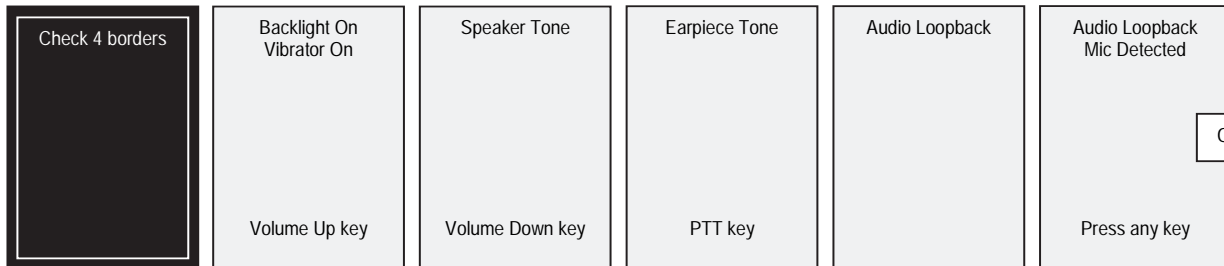 Check 4 borders
Backlight On
Vibrator On
Volume Up key
Speaker Tone
Volume Down key
Earpiece Tone
PTT key
Audio Loopback
Audio Loopback
Mic Detected
Press any key